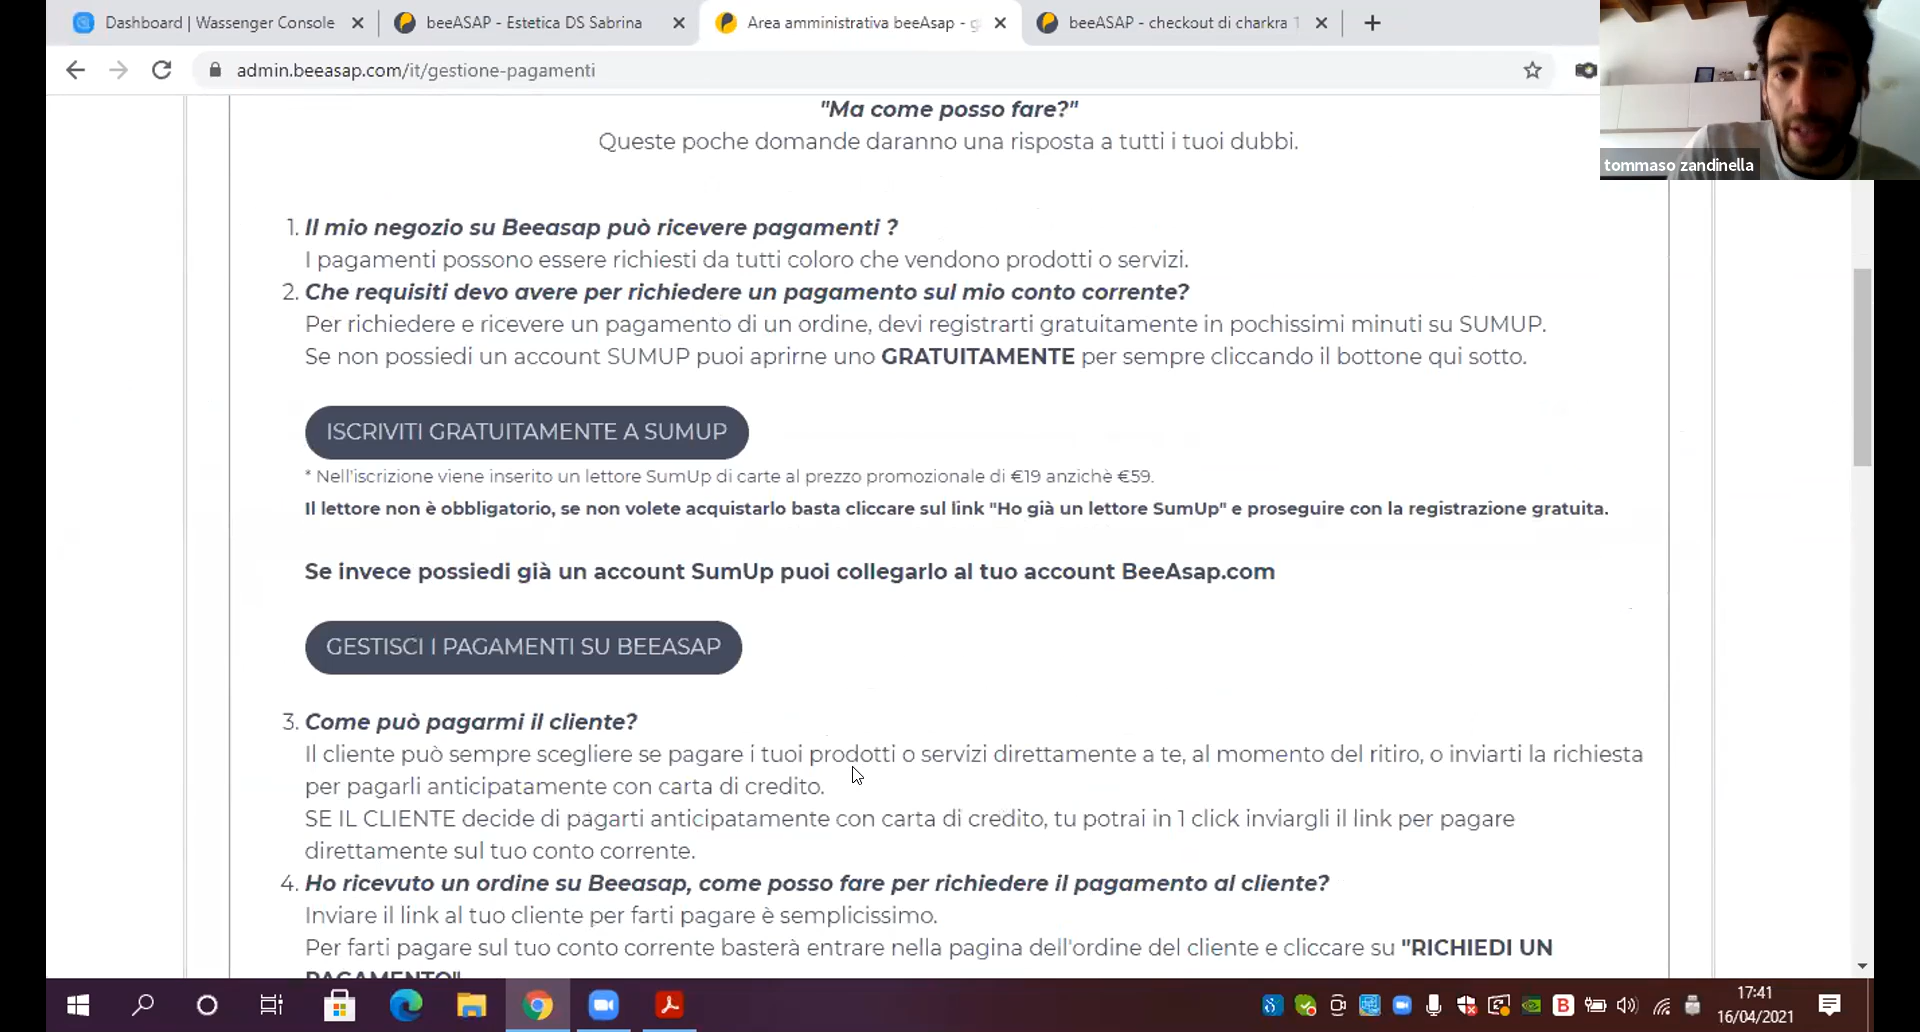 Dashboard | Wassenger Console
beeASAP - Estetica DS Sabrina
Area amministrativa beeAsap - g
beeASAP - checkout di charkra 1
admin.beeasap.com/it/gestione-pagamenti
tommaso zandinella
"Ma come posso fare?"
Queste poche domande daranno una risposta a tutti i tuoi dubbi.
1. Il mio negozio su Beeasap può ricevere pagamenti ?
I pagamenti possono essere richiesti da tutti coloro che vendono prodotti o servizi.
2. Che requisiti devo avere per richiedere un pagamento sul mio conto corrente?
Per richiedere e ricevere un pagamento di un ordine, devi registrarti gratuitamente in pochissimi minuti su SUMUP.
Se non possiedi un account SUMUP puoi aprirne uno GRATUITAMENTE per sempre cliccando il bottone qui sotto.
ISCRIVITI GRATUITAMENTE A SUMUP
* Nell'iscrizione viene inserito un lettore SumUp di carte al prezzo promozionale di €19 anzichè €59.
Il lettore non è obbligatorio, se non volete acquistarlo basta cliccare sul link "Ho già un lettore SumUp" e proseguire con la registrazione gratuita.
Se invece possiedi già un account SumUp puoi collegarlo al tuo account BeeAsap.com
GESTISCI I PAGAMENTI SU BEEASAP
3. Come può pagarmi il cliente?
Il cliente può sempre scegliere se pagare i tuoi prodotti o servizi direttamente a te, al momento del ritiro, o inviarti la richiesta
per pagarli anticipatamente con carta di credito.
SE IL CLIENTE decide di pagarti anticipatamente con carta di credito, tu potrai in 1 click inviargli il link per pagare
direttamente sul tuo conto corrente.
4. Ho ricevuto un ordine su Beeasap, come posso fare per richiedere il pagamento al cliente?
Inviare il link al tuo cliente per farti pagare è semplicissimo.
Per farti pagare sul tuo conto corrente basterà entrare nella pagina dell'ordine del cliente e cliccare su "RICHIEDI UN
PAGAMENTO"
17:41
16/04/2021